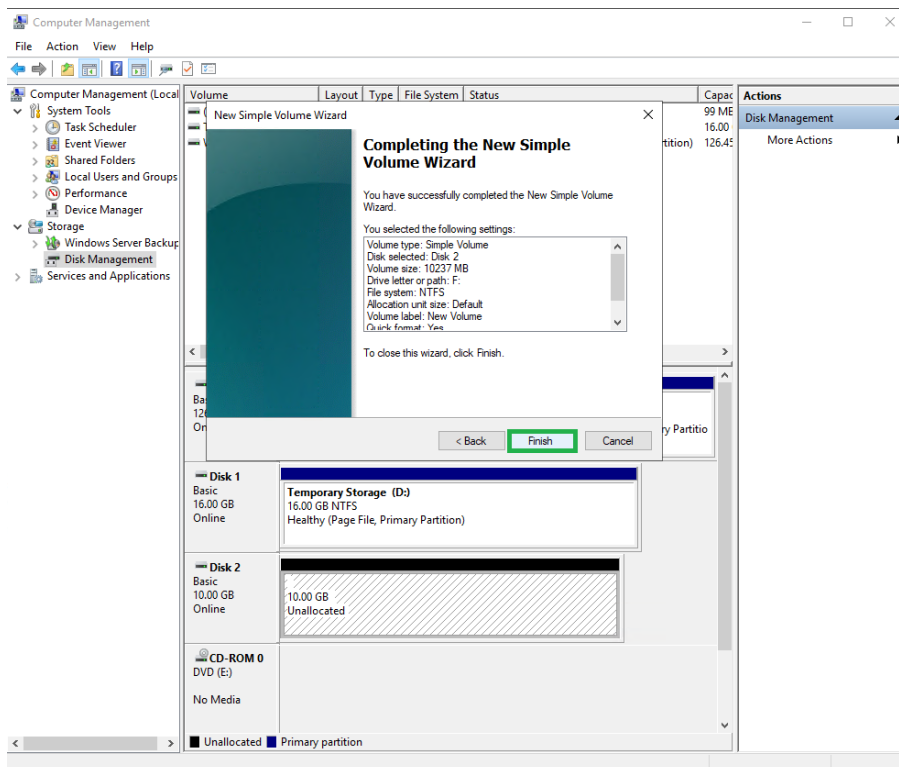 Computer Management
File Action View Help
Computer Management (Local
System Tools
Task Scheduler
Event Viewer
Shared Folders
Local Users and Groups
Performance
Device Manager
Storage
Windows Server Backup
Disk Management
Services and Applications
Volume Layout Type File System Status Capac
99 ME
16.00
tition) 126.45
Actions
Disk Management
More Actions
New Simple Volume Wizard
Completing the New Simple
Volume Wizard
You have successfully completed the New Simple Volume
Wizard.
You selected the following settings:
Volume type: Simple Volume
Disk selected: Disk 2
Volume size: 10237 MB
Drive letter or path: F:
File system: NTFS
Allocation unit size: Default
Volume label: New Volume
Quick format: Yes
To close this wizard, click Finish.
< Back Finish Cancel
Ba
126
On
ry Partitio
Disk 1
Basic
16.00 GB
Online
Temporary Storage (D:)
16.00 GB NTFS
Healthy (Page File, Primary Partition)
Disk 2
Basic
10.00 GB
Online
10.00 GB
Unallocated
CD-ROM 0
DVD (E:)
No Media
Unallocated Primary partition